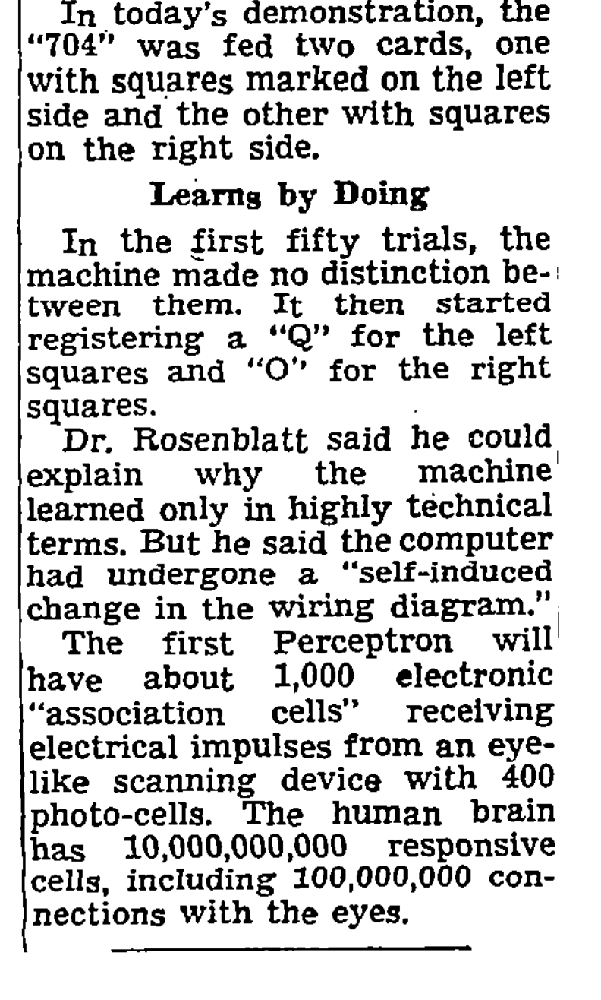 In today's demonstration, the
"704" was fed two cards, one
with squares marked on the left
side and the other with squares
on the right side.
Learns by Doing
In the first fifty trials, the
machine made no distinction be-
tween them. It then started
registering a "Q" for the left
squares and "O" for the right
squares.
Dr. Rosenblatt said he could
explain why the machine
learned only in highly technical
terms. But he said the computer
had undergone a "self-induced
change in the wiring diagram."
The first Perceptron will
have about 1,000 electronic
"association cells" receiving
electrical impulses from an eye-
like scanning device with 400
photo-cells. The human brain
has 10,000,000,000 responsive
cells, including 100,000,000 con-
nections with the eyes.